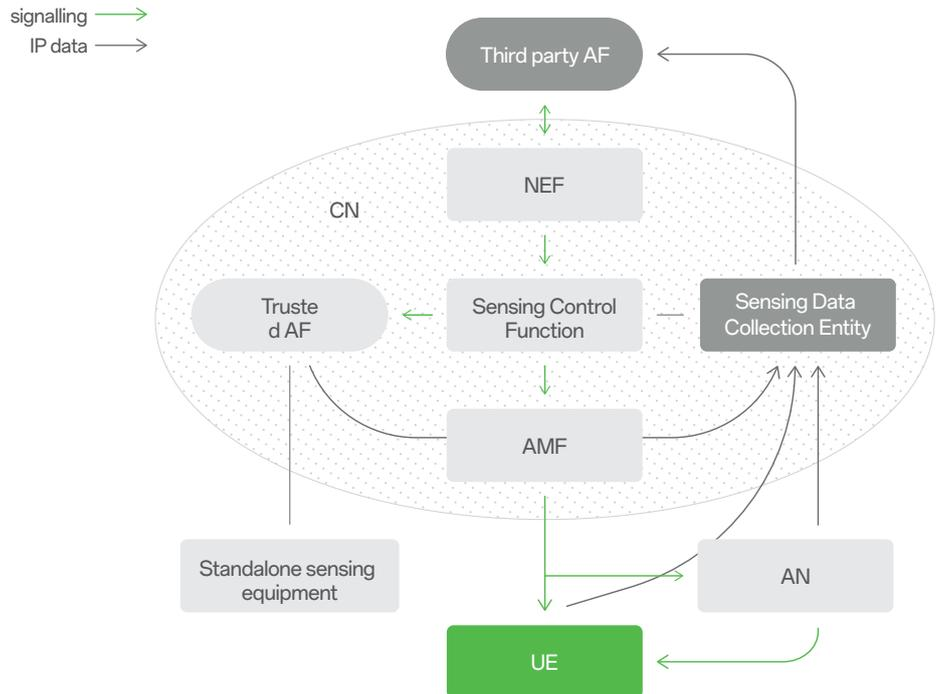 signalling
IP data
Third party AF
NEF
CN
Truste
d AF
Sensing Control
Function
Sensing Data
Collection Entity
AMF
Standalone sensing
equipment
AN
UE